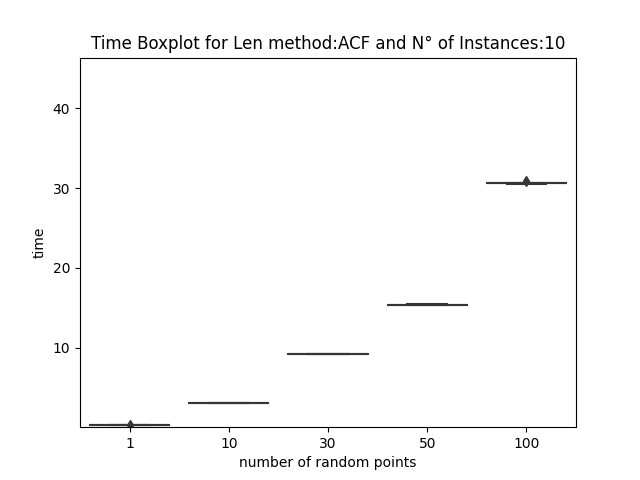 Time Boxplot for Len method:ACF and N° of Instances:10
40
30
20
10
time
1 10 30 50 100
number of random points